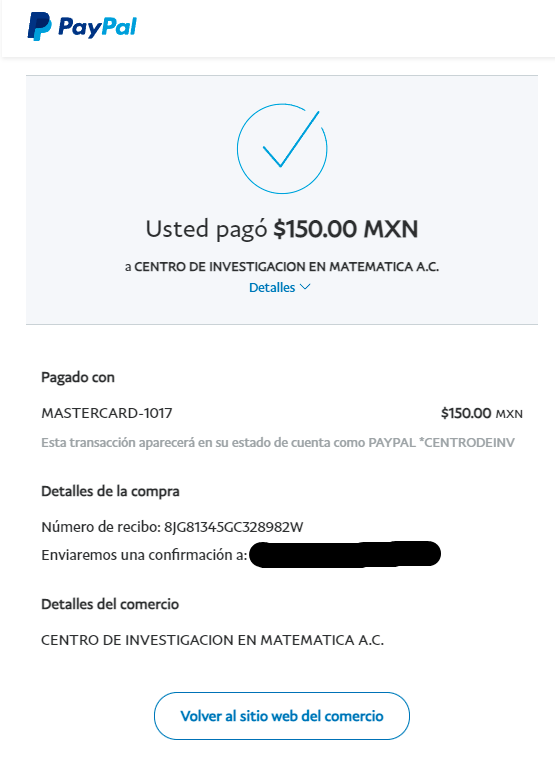 PayPal
Usted pagó $150.00 MXN
a CENTRO DE INVESTIGACION EN MATEMATICA A.C.
Detalles
Pagado con
MASTERCARD-1017 $150.00 MXN
Esta transacción aparecerá en su estado de cuenta como PAYPAL *CENTRODEINV
Detalles de la compra
Número de recibo: 8JG81345GC328982W
Enviaremos una confirmación a:
Detalles del comercio
CENTRO DE INVESTIGACION EN MATEMATICA A.C.
Volver al sitio web del comercio